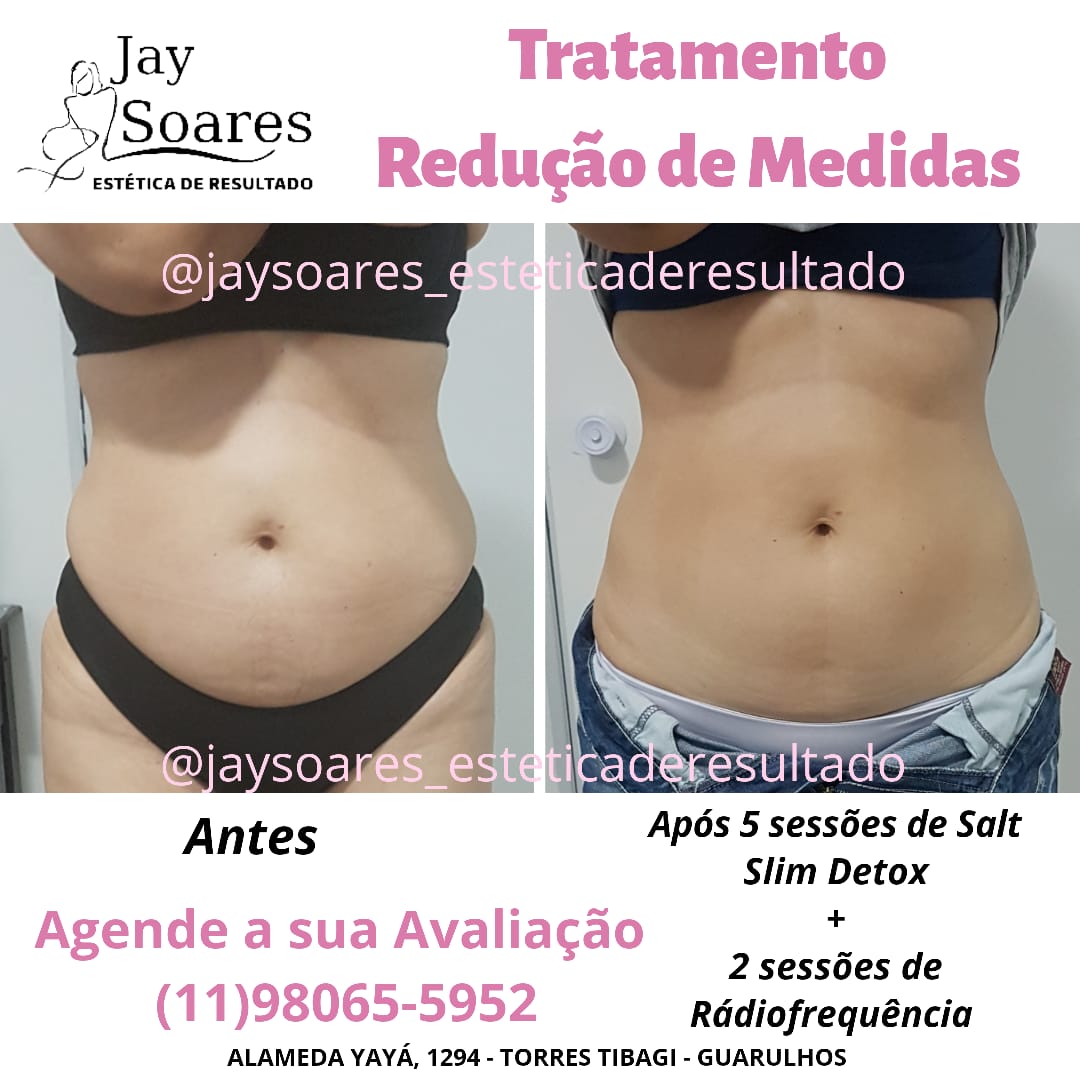 Jay
Soares
ESTÉTICA DE RESULTADO
Tratamento
Redução de Medidas
@jaysoares_esteticaderesultado
@jaysoares_esteticaderesultado
Antes
Após 5 sessões de Salt
Slim Detox
+
2 sessões de
Rádiofrequência
Agende a sua Avaliação
(11)98065-5952
ALAMEDA YAYÁ, 1294 - TORRES TIBAGI - GUARULHOS